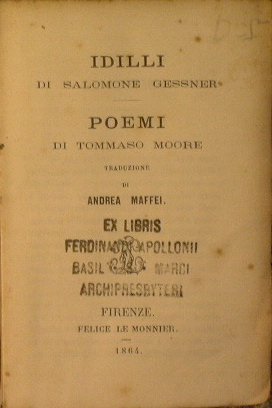 IDILLI
DI SALOMONE GESSNER
POEMI
DI TOMMASO MOORE
TRADUZIONE
DI
ANDREA MAFFEI.
EX LIBRIS
FERDINANDI APOLLONII
BASIL MARCI
ARCHIPRESBYTERI
FIRENZE.
FELICE LE MONNIER.
1864.